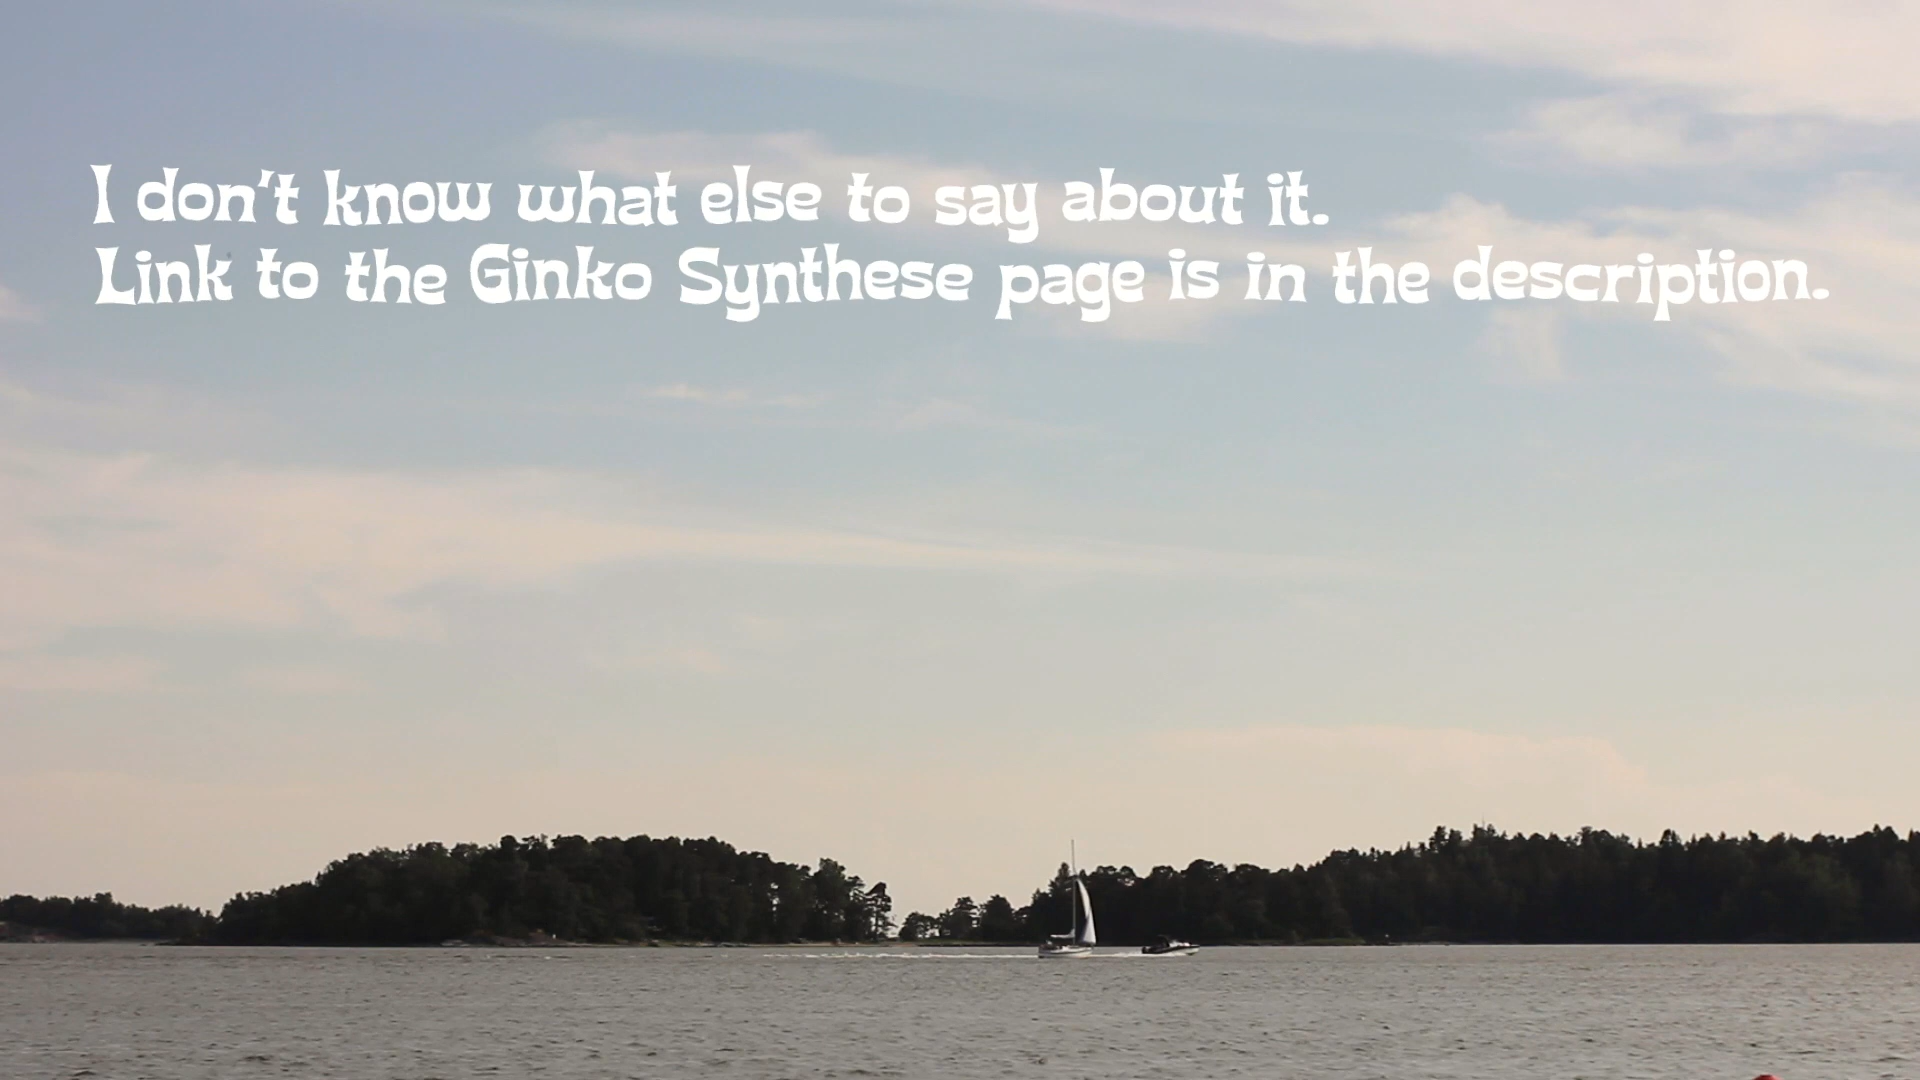 I don't know what else to say about it.
Link to the Ginko Synthese page is in the description.